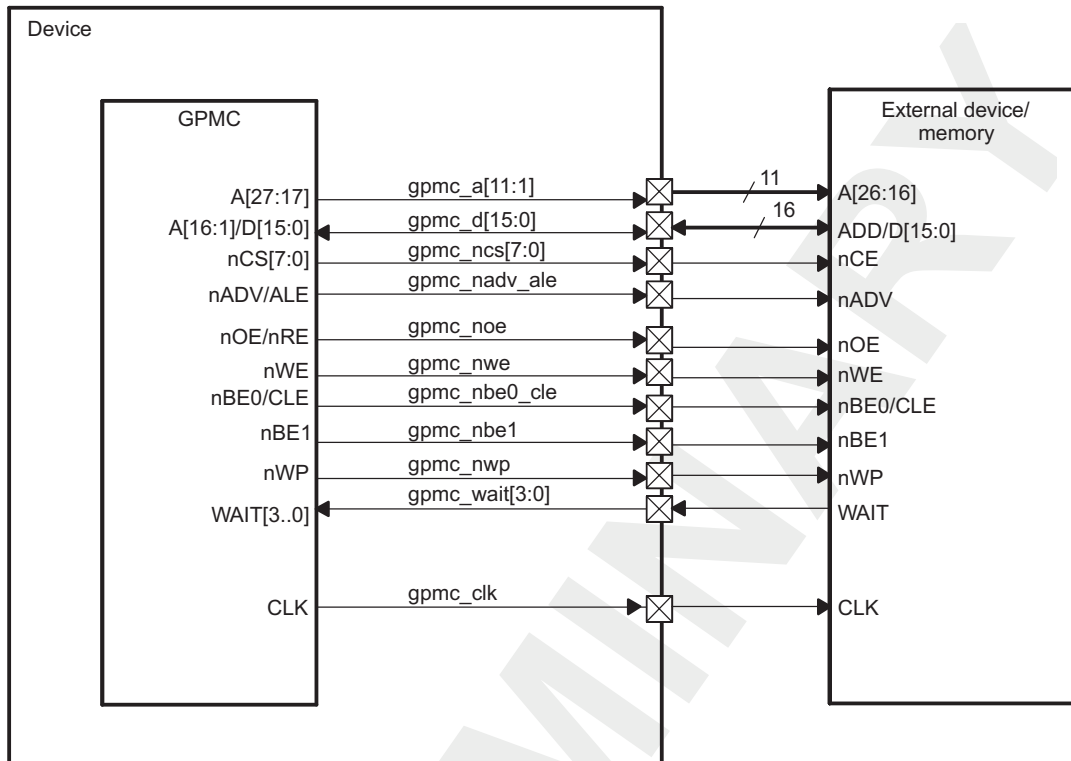 Device
GPMC
External device/
memory
A[27:17] gpmc_a[11:1] 11 A[26:16]
A[16:1]/D[15:0] gpmc_d[15:0] 16 ADD/D[15:0]
nCS[7:0] gpmc_ncs[7:0] nCE
nADV/ALE gpmc_nadv_ale nADV
nOE/nRE gpmc_noe nOE
nWE gpmc_nwe nWE
nBE0/CLE gpmc_nbe0_cle nBE0/CLE
nBE1 gpmc_nbe1 nBE1
nWP gpmc_nwp nWP
WAIT[3..0] gpmc_wait[3:0] WAIT
CLK gpmc_clk CLK
MINARY